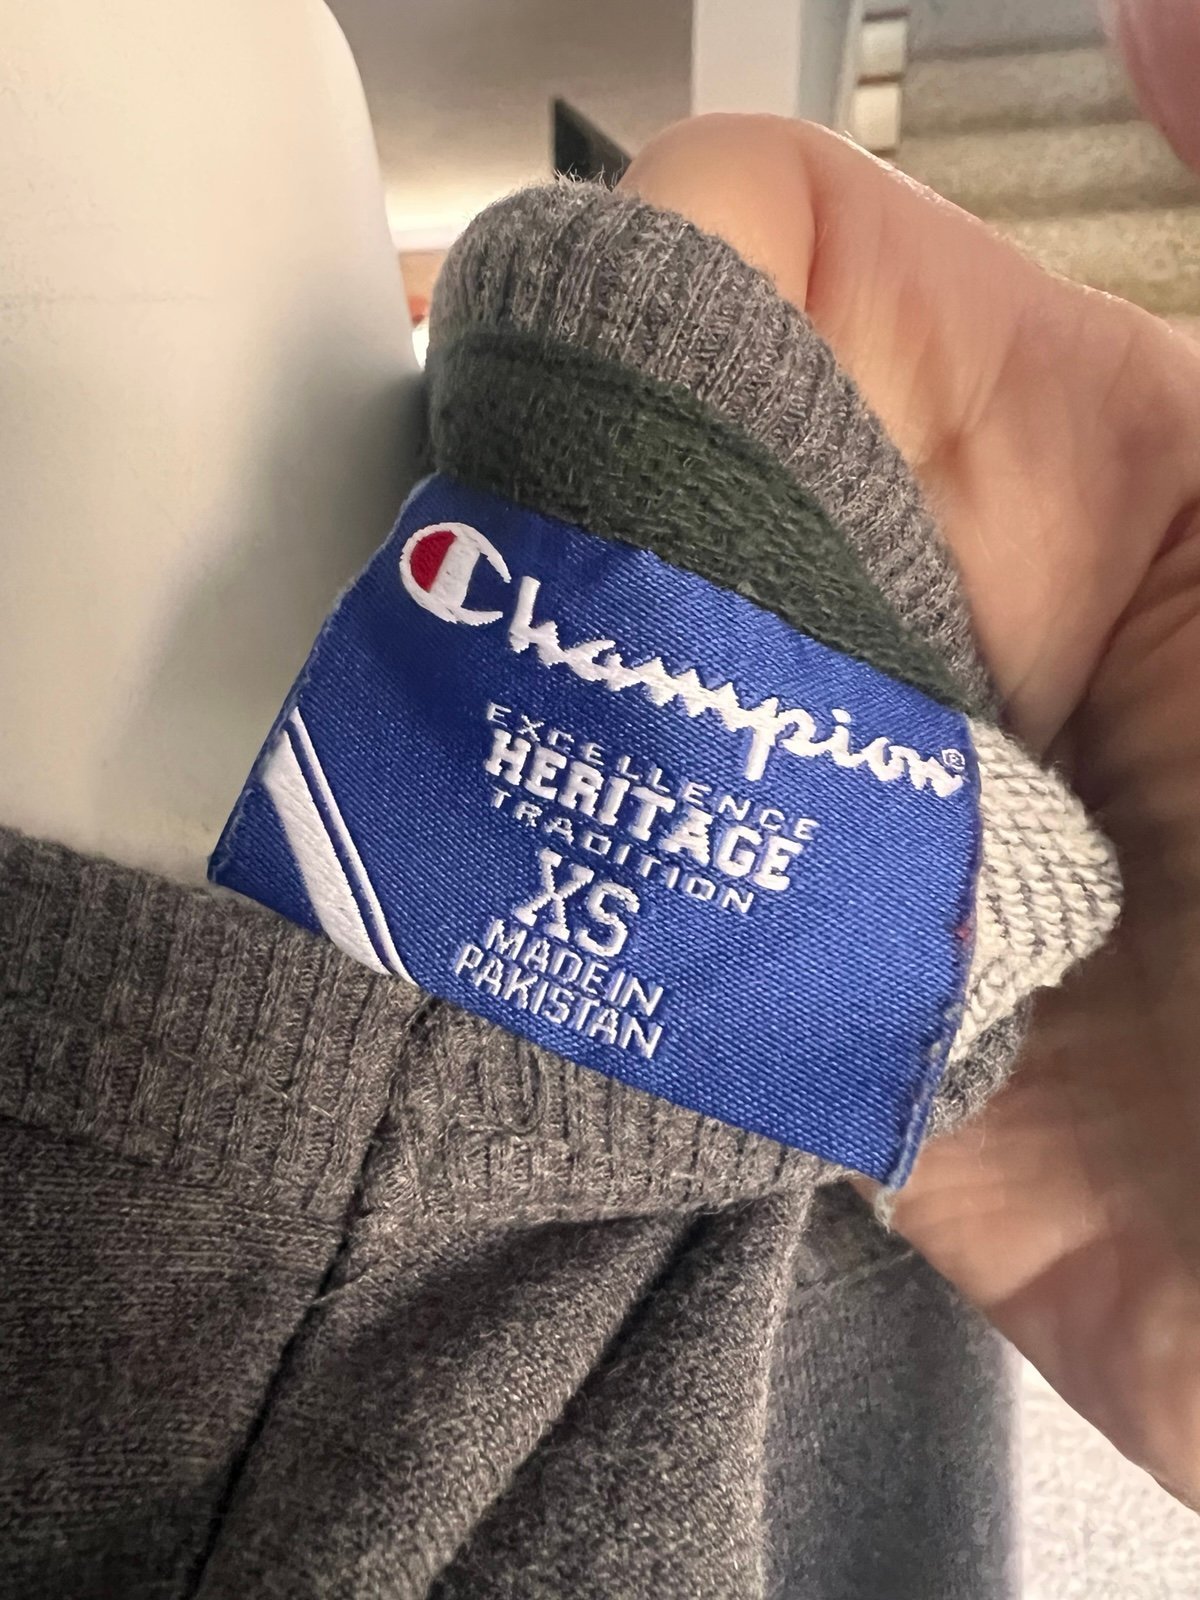 Champion®
EXCELLENCE
HERITAGE
TRADITION
XS
MADE IN
PAKISTAN